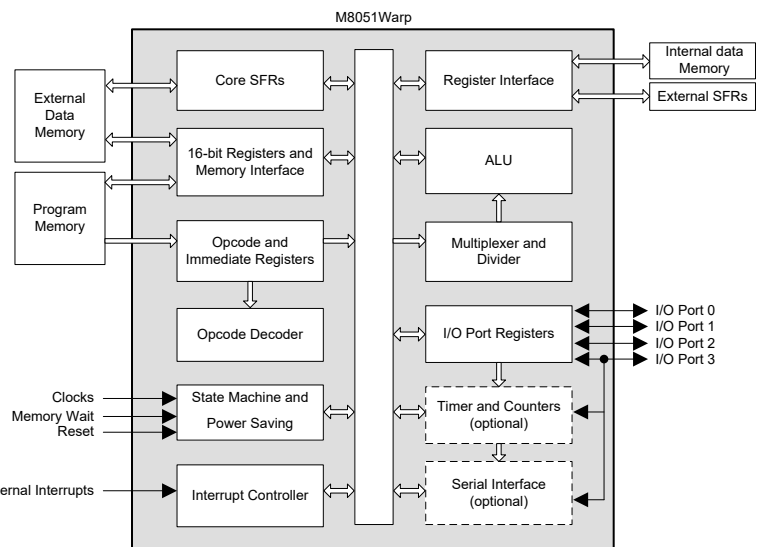 M8051Warp
External
Data
Memory
Program
Memory
Core SFRs
16-bit Registers and
Memory Interface
Opcode and
Immediate Registers
Opcode Decoder
State Machine and
Power Saving
Interrupt Controller
Clocks
Memory Wait
Reset
ernal Interrupts
Register Interface
ALU
Multiplexer and
Divider
I/O Port Registers
Timer and Counters
(optional)
Serial Interface
(optional)
Internal data
Memory
External SFRs
I/O Port 0
I/O Port 1
I/O Port 2
I/O Port 3